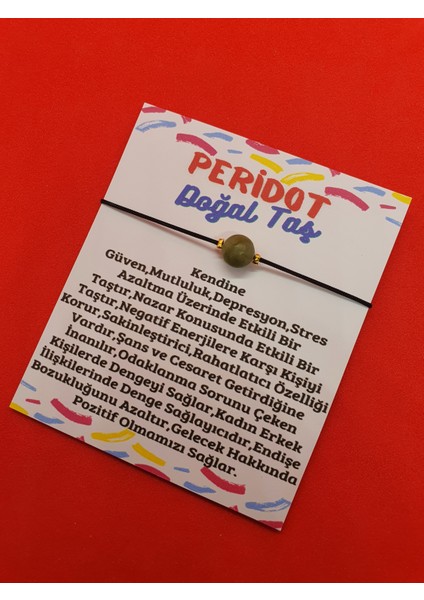 PERİDOT
Doğal Taş
Kendine
Güven,Mutluluk,Depresyon,Stres
Azaltma Üzerinde Etkili Bir
Taştır,Nazar Konusunda Etkili Bir
Taştır,Negatif Enerjilere Karşı Kişiyi
Korur,Sakinleştirici,Rahatlatıcı Özelliği
Vardır,Şans ve Cesaret Getirdiğine
İnanılır,Odaklanma Sorunu Çeken
Kişilerde Dengeyi Sağlar,Kadın Erkek
İlişkilerinde Denge Sağlayıcıdır,Endişe
Bozukluğunu Azaltır,Gelecek Hakkında
Pozitif Olmamızı Sağlar.